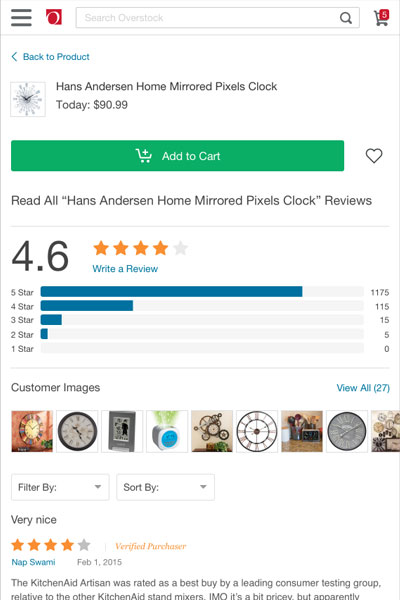 Search Overstock
5
Back to Product
Hans Andersen Home Mirrored Pixels Clock
Today: $90.99
Add to Cart
Read All “Hans Andersen Home Mirrored Pixels Clock” Reviews
4.6
Write a Review
5 Star 1175
4 Star 115
3 Star 15
2 Star 5
1 Star 0
Customer Images View All (27)
Filter By: Sort By:
Very nice
Verified Purchaser
Nap Swami Feb 1, 2015
The KitchenAid Artisan was rated as a best buy by a leading consumer testing group,
relative to the other KitchenAid stand mixers. IMO it's a bit pricey, but apparently